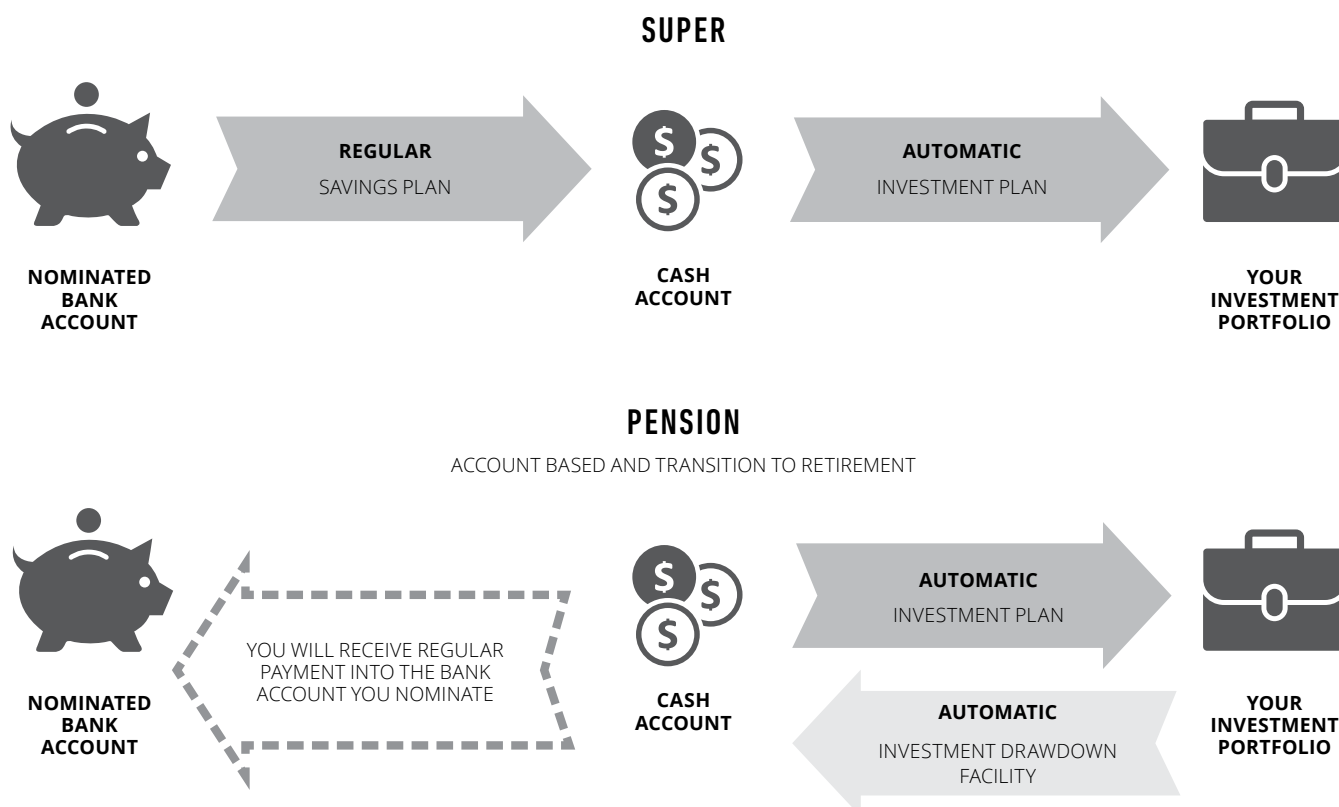 SUPER
REGULAR
SAVINGS PLAN
AUTOMATIC
INVESTMENT PLAN
$
$
$
NOMINATED
BANK
ACCOUNT
CASH
ACCOUNT
YOUR
INVESTMENT
PORTFOLIO
PENSION
ACCOUNT BASED AND TRANSITION TO RETIREMENT
YOU WILL RECEIVE REGULAR
PAYMENT INTO THE BANK
ACCOUNT YOU NOMINATE
$
$
$
AUTOMATIC
INVESTMENT PLAN
NOMINATED
BANK
ACCOUNT
CASH
ACCOUNT
AUTOMATIC
INVESTMENT DRAWDOWN
FACILITY
YOUR
INVESTMENT
PORTFOLIO